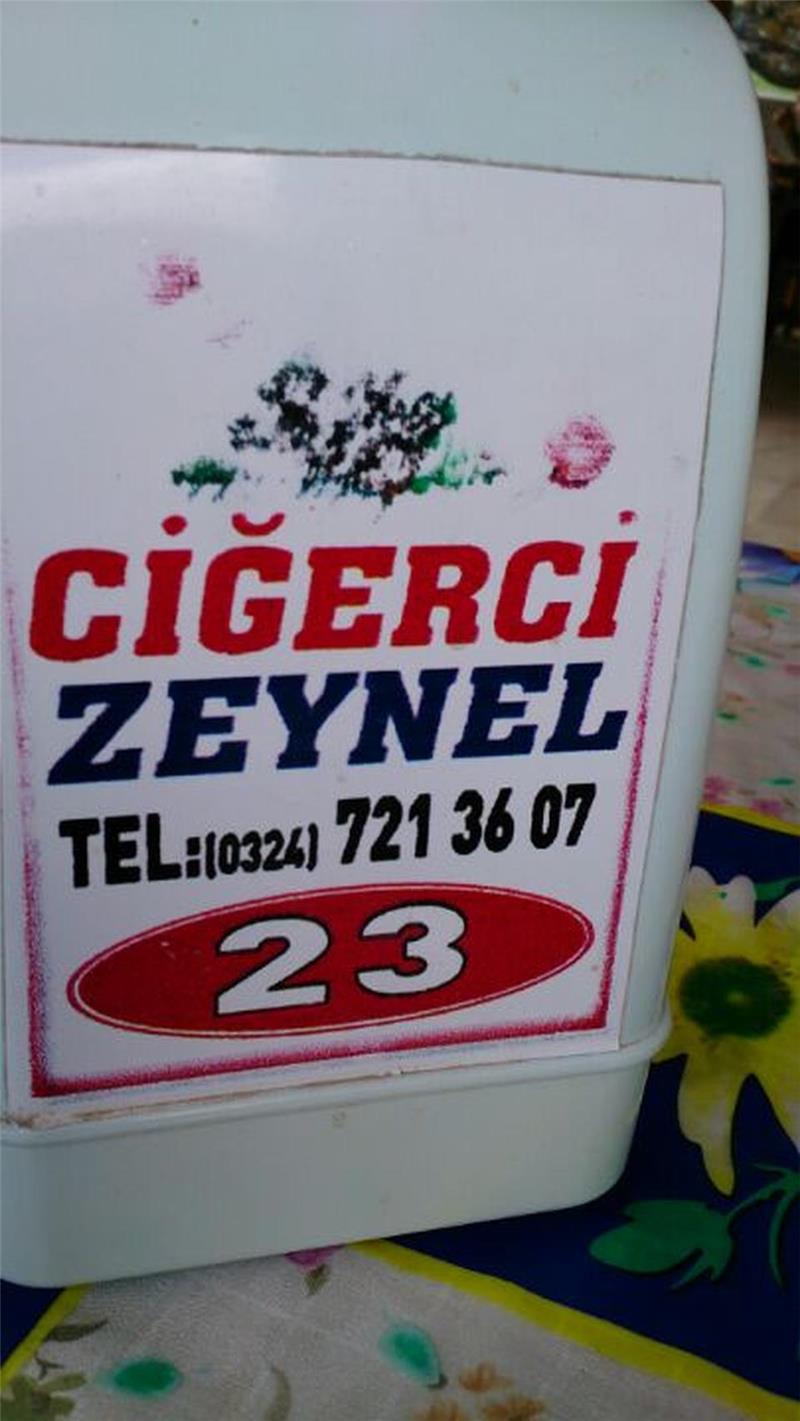 CİĞERCİ
ZEYNEL
TEL:(0324) 721 36 07
23